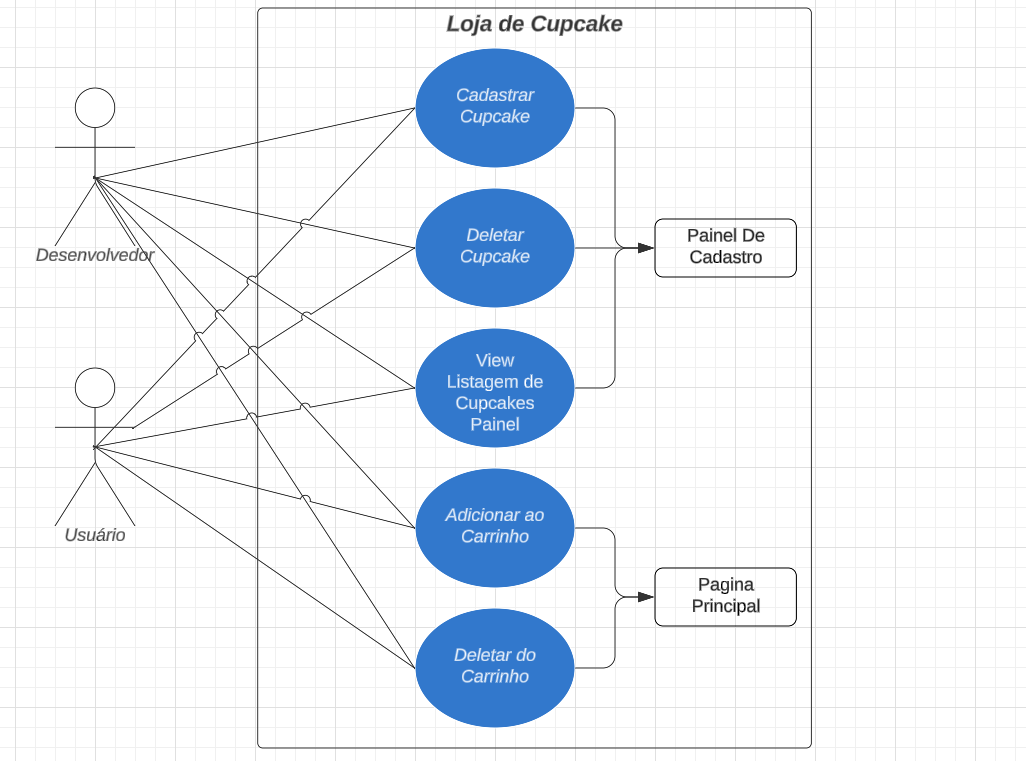 Loja de Cupcake
Cadastrar
Cupcake
Desenvolvedor
Deletar
Cupcake
Painel De
Cadastro
View
Listagem de
Cupcakes
Painel
Usuário
Adicionar ao
Carrinho
Pagina
Principal
Deletar do
Carrinho